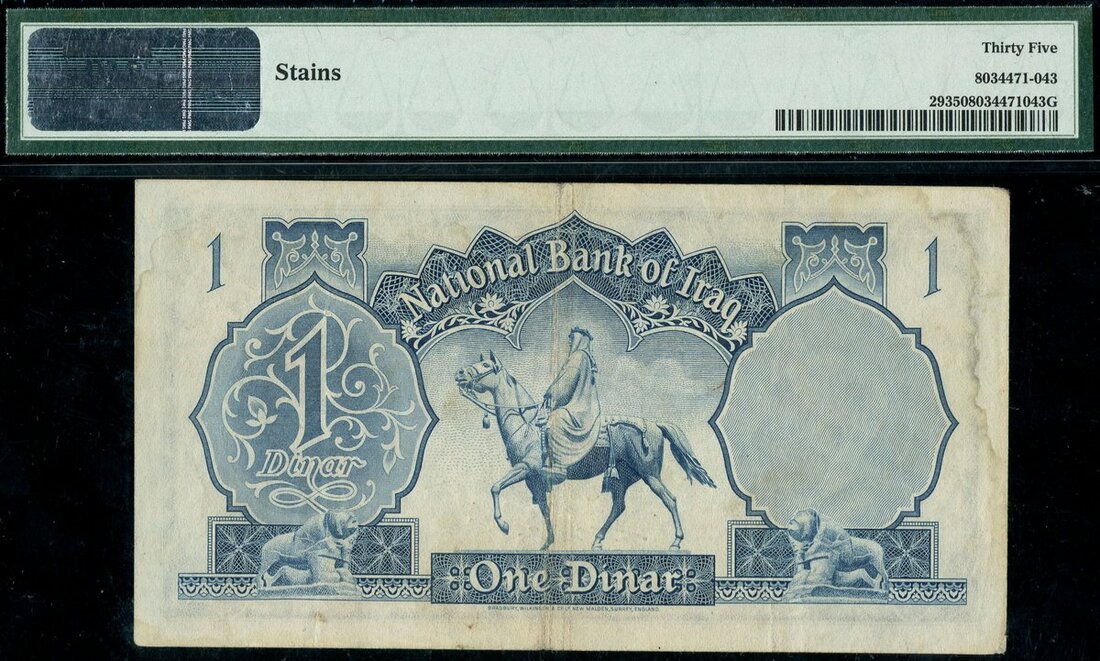 Stains
Thirty Five
8034471-043
293508034471043G
1
National Bank of Iraq
1
1
Dinar
One Dinar
BRADBURY, WILKINSON & CO. LD NEW MALDEN, SURREY, ENGLAND.